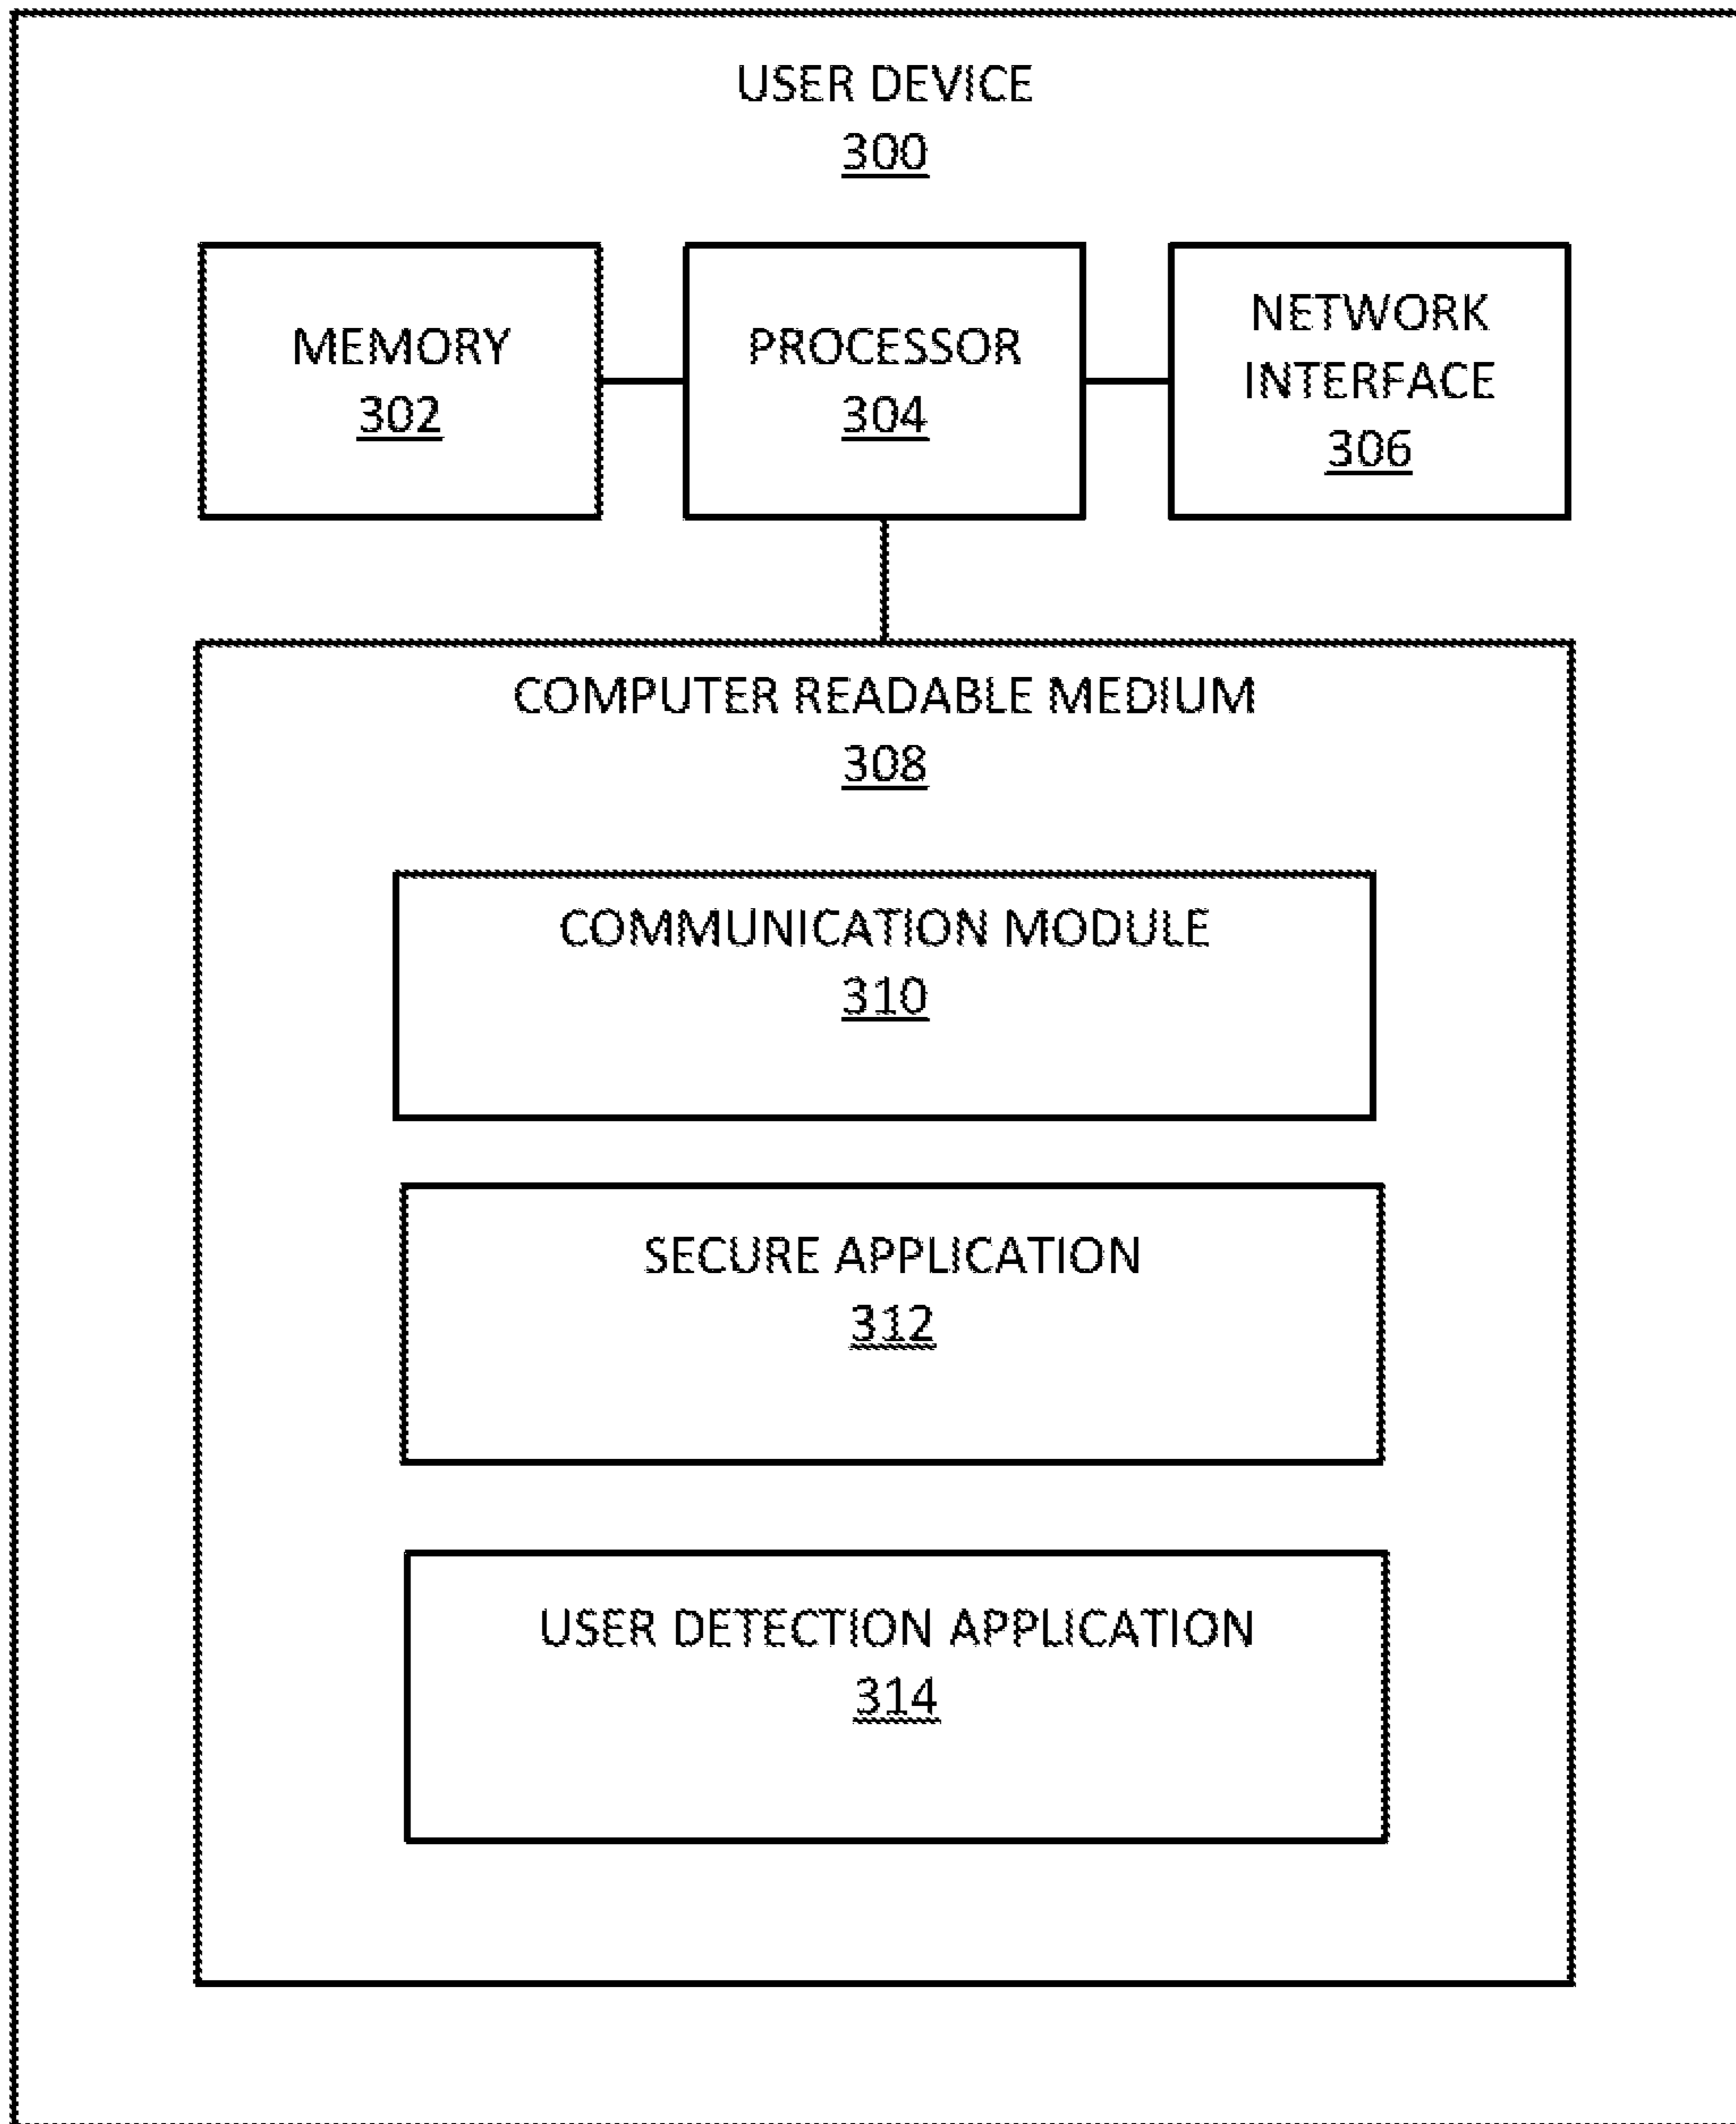 USER DEVICE
300
MEMORY
302
PROCESSOR
304
NETWORK
INTERFACE
306
COMPUTER READABLE MEDIUM
308
COMMUNICATION MODULE
310
SECURE APPLICATION
312
USER DETECTION APPLICATION
314